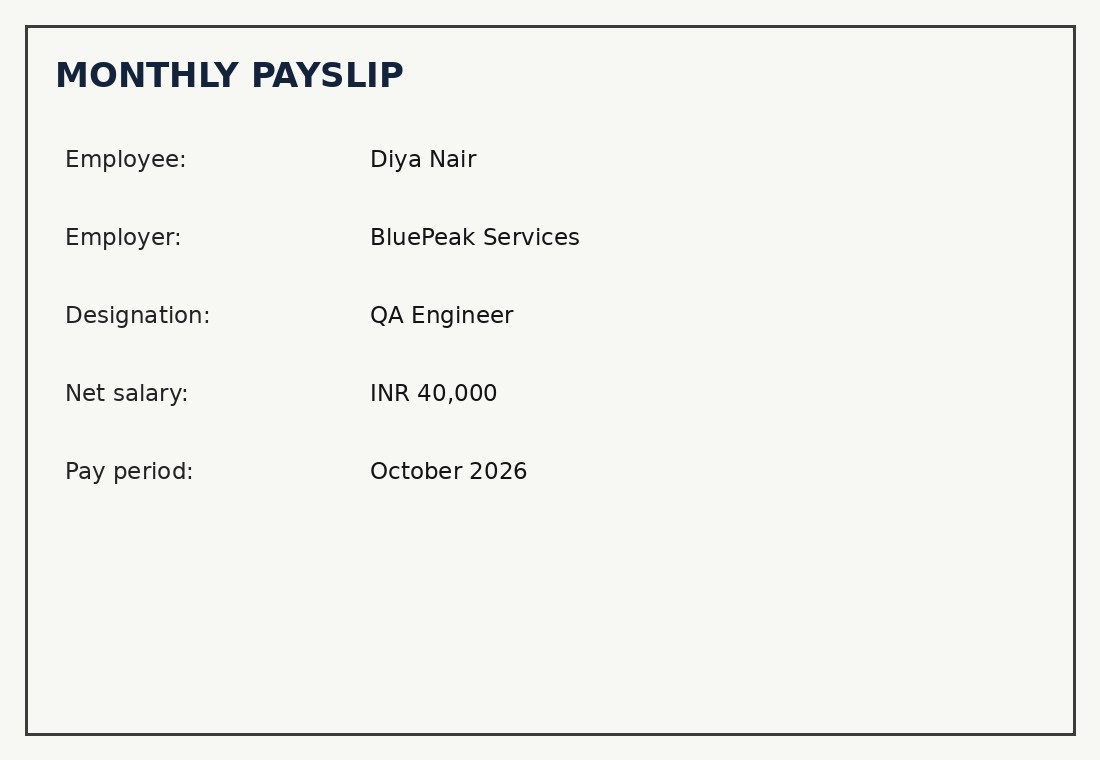 MONTHLY PAYSLIP
Employee: Diya Nair
Employer: BluePeak Services
Designation: QA Engineer
Net salary: INR 40,000
Pay period: October 2026